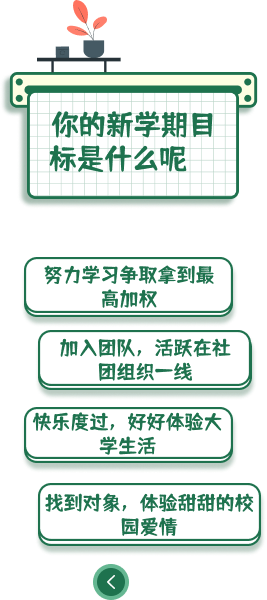 你的新学期目
标是什么呢
努力学习争取拿到最
高加权
加入团队，活跃在社
团组织一线
快乐度过，好好体验大
学生活
找到对象，体验甜甜的校
园爱情